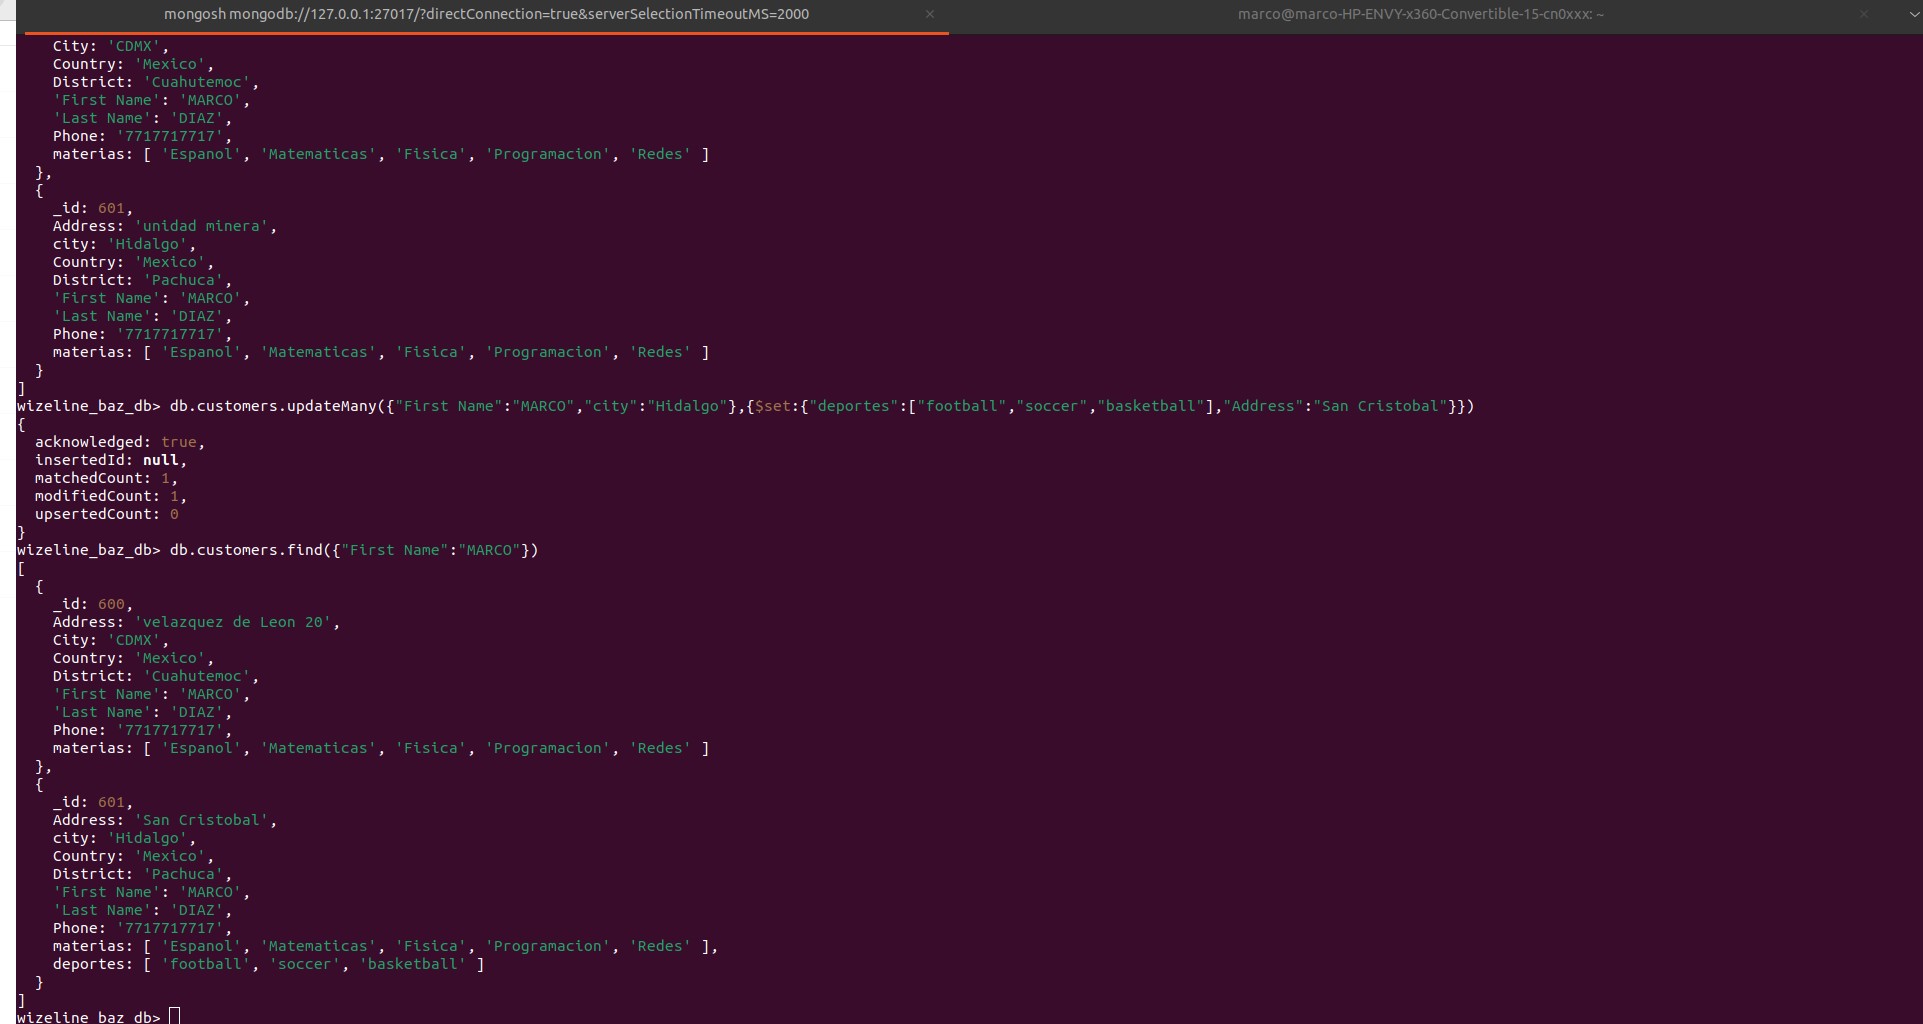 mongosh mongodb://127.0.0.1:27017/?directConnection=true&serverSelectionTimeoutMS=2000
marco@marco-HP-ENVY-x360-Convertible-15-cn0xxx: ~
    City: 'CDMX',
    Country: 'Mexico',
    District: 'Cuahutemoc',
    'First Name': 'MARCO',
    'Last Name': 'DIAZ',
    Phone: '7717717717',
    materias: [ 'Espanol', 'Matematicas', 'Fisica', 'Programacion', 'Redes' ]
  },
  {
    _id: 601,
    Address: 'unidad minera',
    city: 'Hidalgo',
    Country: 'Mexico',
    District: 'Pachuca',
    'First Name': 'MARCO',
    'Last Name': 'DIAZ',
    Phone: '7717717717',
    materias: [ 'Espanol', 'Matematicas', 'Fisica', 'Programacion', 'Redes' ]
  }
]
wizeline_baz_db> db.customers.updateMany({"First Name":"MARCO","city":"Hidalgo"},{$set:{"deportes":["football","soccer","basketball"],"Address":"San Cristobal"}})
{
  acknowledged: true,
  insertedId: null,
  matchedCount: 1,
  modifiedCount: 1,
  upsertedCount: 0
}
wizeline_baz_db> db.customers.find({"First Name":"MARCO"})
[
  {
    _id: 600,
    Address: 'velazquez de Leon 20',
    City: 'CDMX',
    Country: 'Mexico',
    District: 'Cuahutemoc',
    'First Name': 'MARCO',
    'Last Name': 'DIAZ',
    Phone: '7717717717',
    materias: [ 'Espanol', 'Matematicas', 'Fisica', 'Programacion', 'Redes' ]
  },
  {
    _id: 601,
    Address: 'San Cristobal',
    city: 'Hidalgo',
    Country: 'Mexico',
    District: 'Pachuca',
    'First Name': 'MARCO',
    'Last Name': 'DIAZ',
    Phone: '7717717717',
    materias: [ 'Espanol', 'Matematicas', 'Fisica', 'Programacion', 'Redes' ],
    deportes: [ 'football', 'soccer', 'basketball' ]
  }
]
wizeline_baz_db>